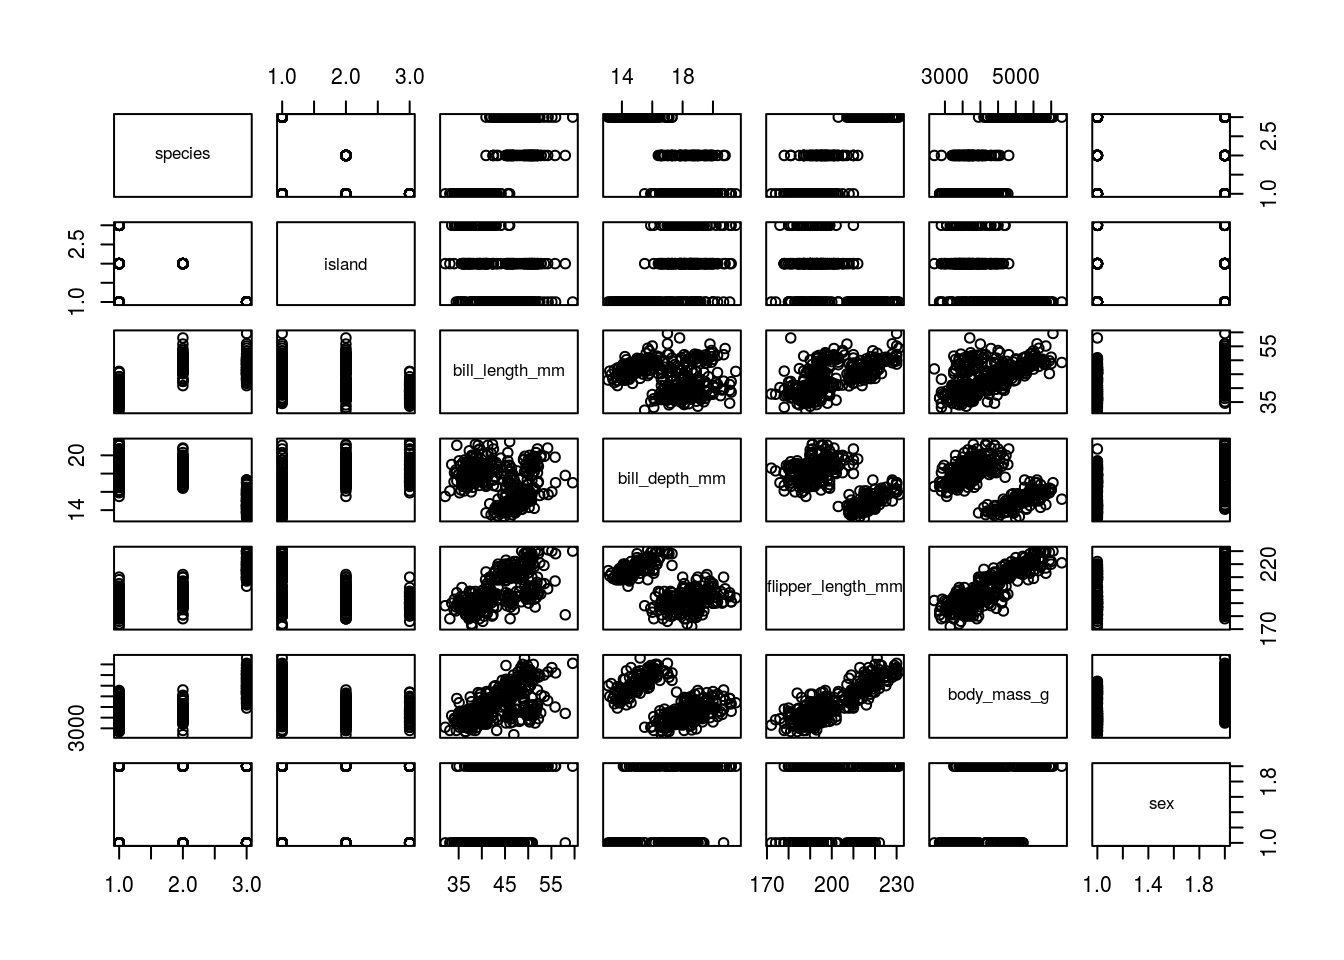 1.0 2.0 3.0 14 18 3000 5000
species 1.0 2.5
1.0 2.5 island
bill_length_mm 35 55
14 20 bill_depth_mm
flipper_length_mm 170 220
3000 body_mass_g
sex 1.0 1.8
1.0 2.0 3.0 35 45 55 170 200 230 1.0 1.4 1.8